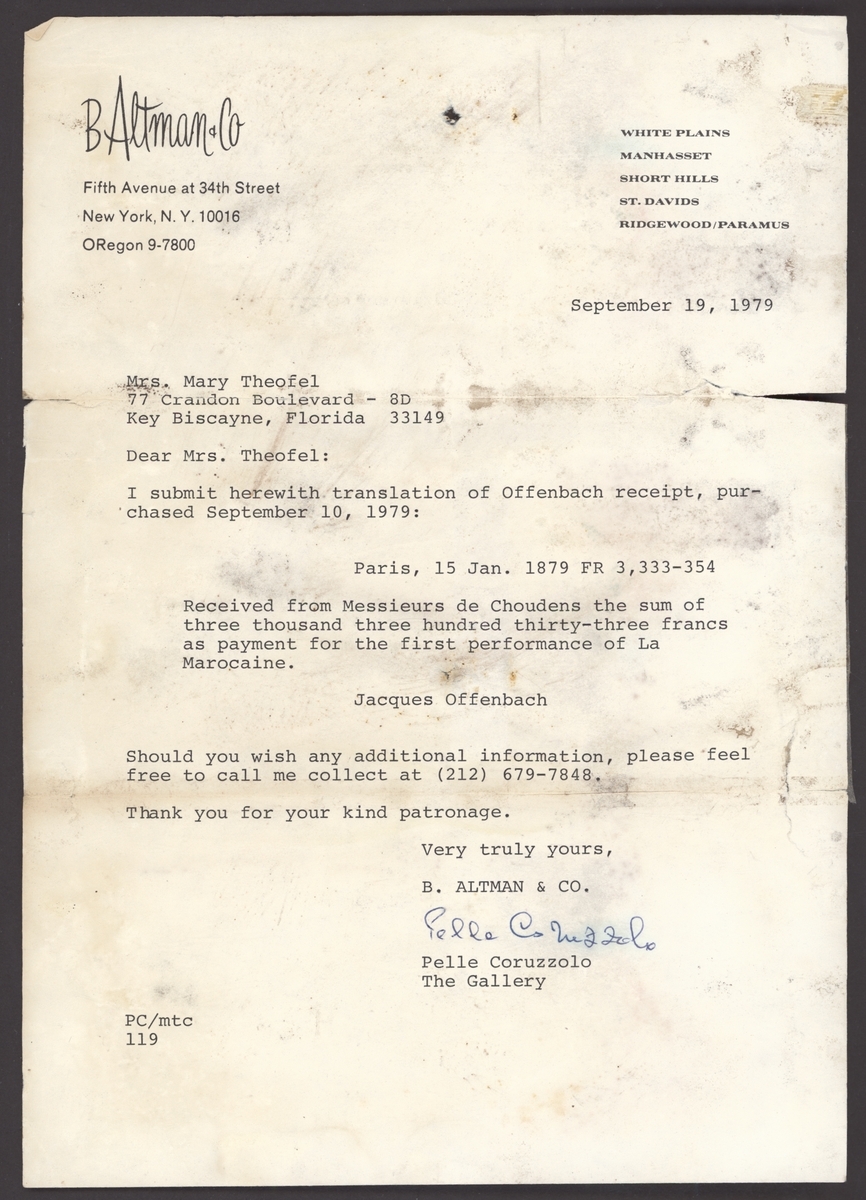 B Altman & Co
Fifth Avenue at 34th Street
New York, N. Y. 10016
ORegon 9-7800
WHITE PLAINS
MANHASSET
SHORT HILLS
ST. DAVIDS
RIDGEWOOD/PARAMUS
September 19, 1979
Mrs. Mary Theofel
77 Crandon Boulevard - 8D
Key Biscayne, Florida  33149
Dear Mrs. Theofel:
I submit herewith translation of Offenbach receipt, pur-
chased September 10, 1979:
Paris, 15 Jan. 1879 FR 3,333-354
Received from Messieurs de Choudens the sum of
three thousand three hundred thirty-three francs
as payment for the first performance of La
Marocaine.
Jacques Offenbach
Should you wish any additional information, please feel
free to call me collect at (212) 679-7848.
Thank you for your kind patronage.
Very truly yours,
B. ALTMAN & CO.
Pelle Coruzzolo
Pelle Coruzzolo
The Gallery
PC/mtc
119